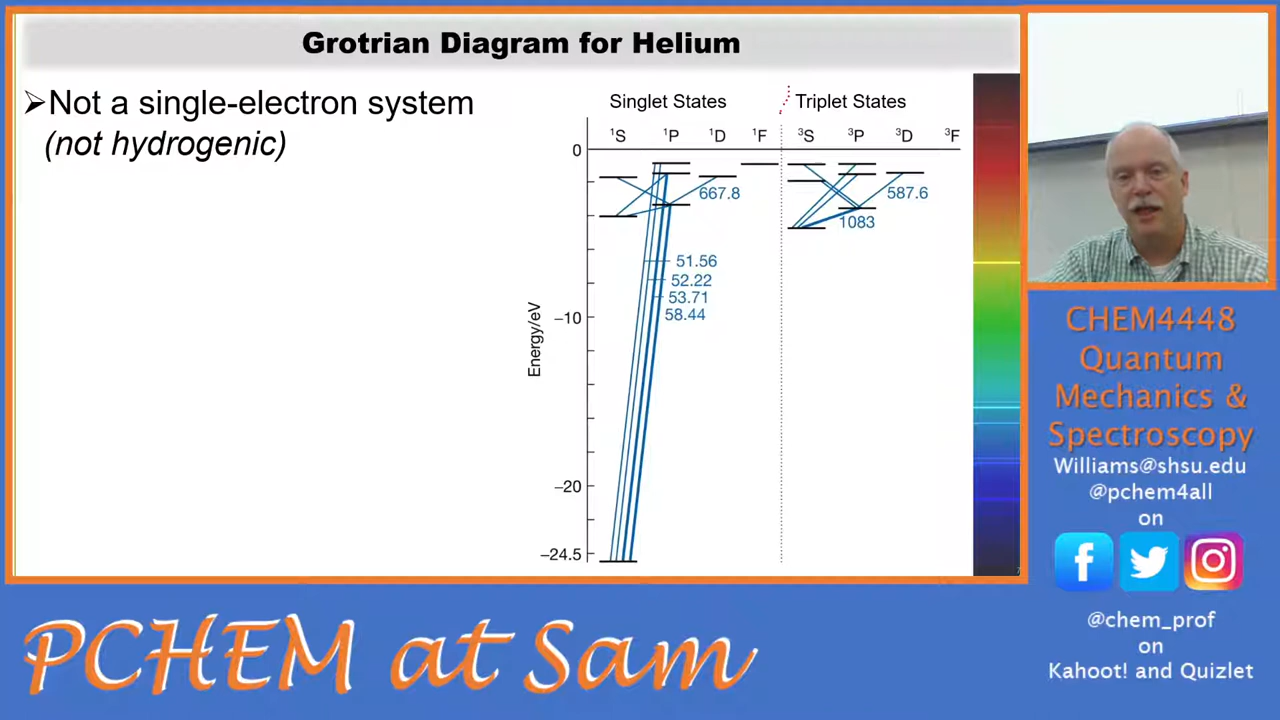 Grotrian Diagram for Helium
➢Not a single-electron system
(not hydrogenic)
Singlet States
Triplet States
¹S ¹P ¹D ¹F ³S ³P ³D ³F
0
667.8
587.6
1083
51.56
52.22
53.71
58.44
−10
Energy/eV
−20
−24.5
CHEM4448
Quantum
Mechanics &
Spectroscopy
Williams@shsu.edu
@pchem4all
on
@chem_prof
on
Kahoot! and Quizlet
PCHEM at Sam